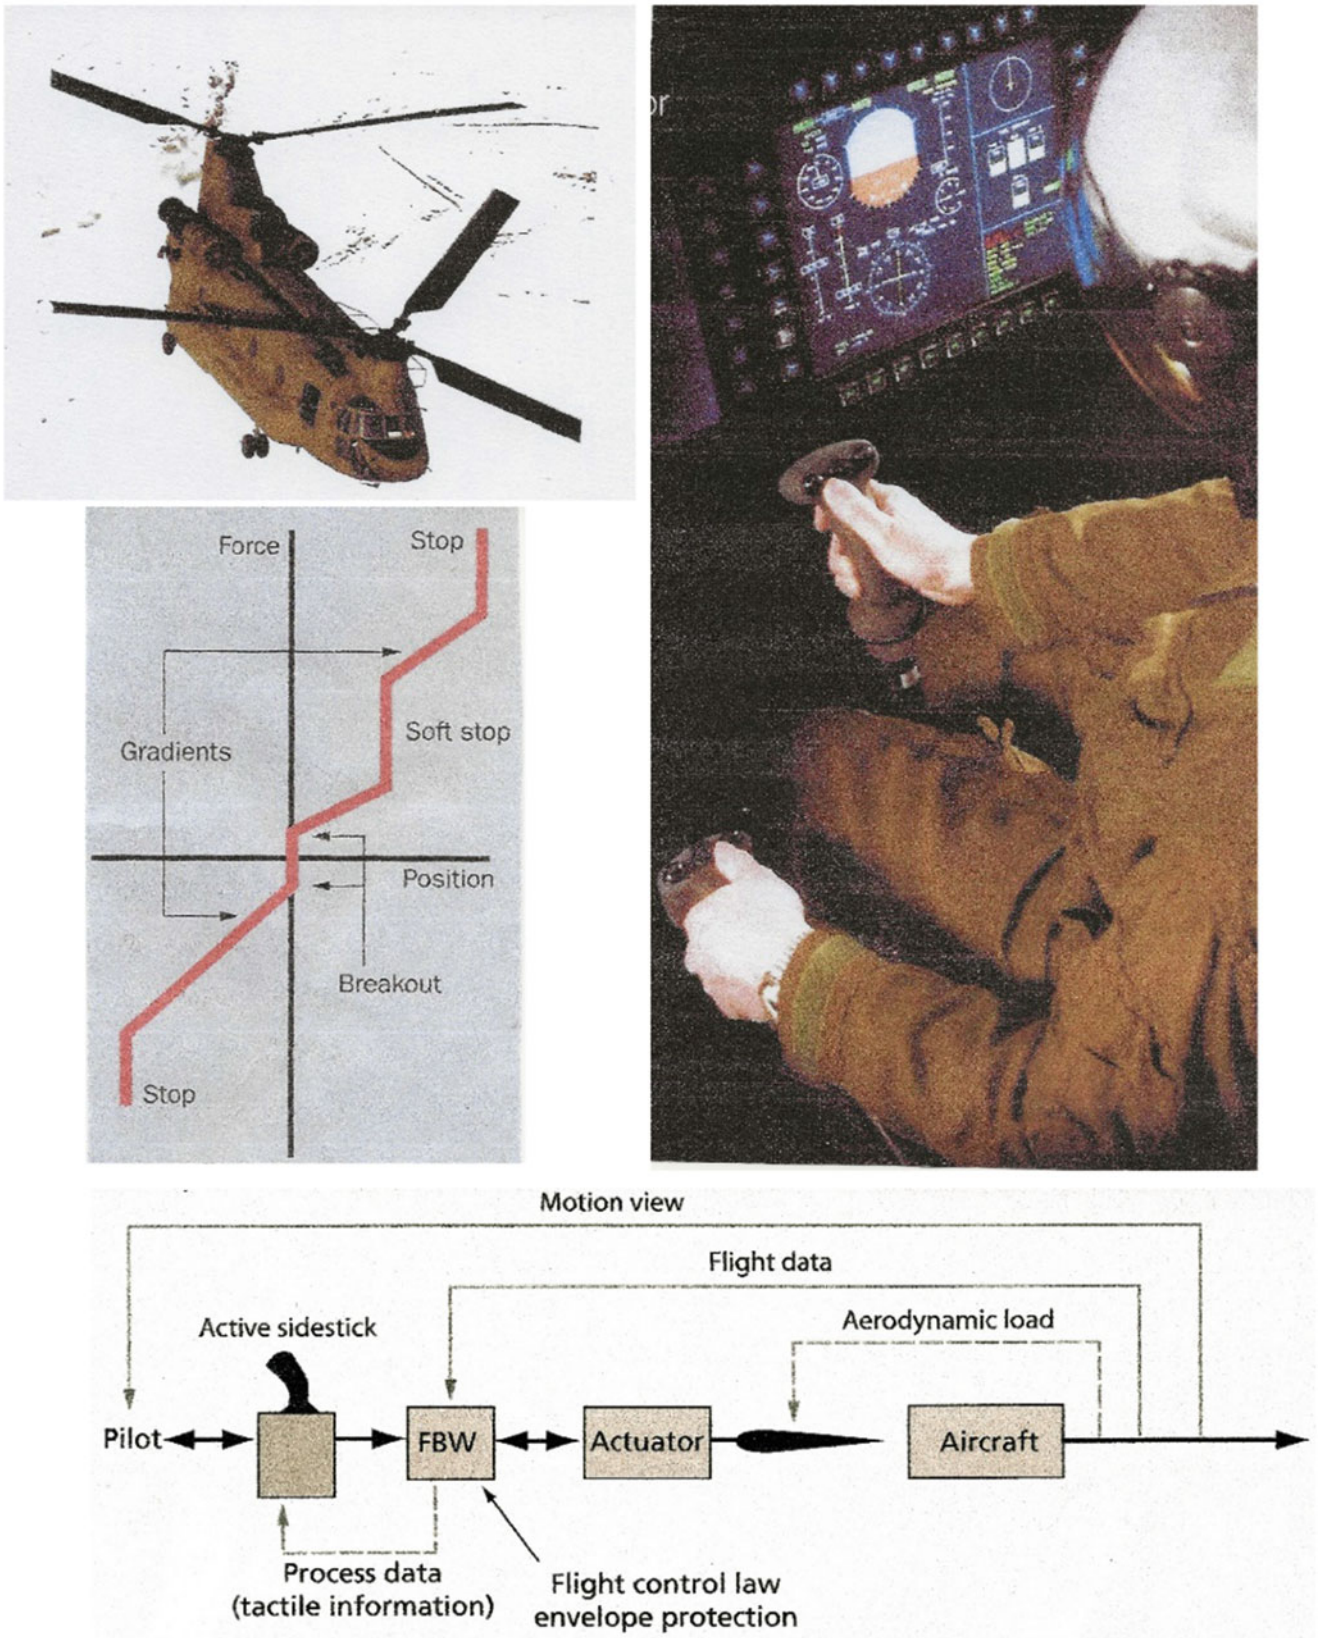 or
Force
Stop
Gradients
Soft stop
Position
Breakout
Stop
Motion view
Flight data
Aerodynamic load
Active sidestick
Pilot
FBW
Actuator
Aircraft
Process data
(tactile information)
Flight control law
envelope protection